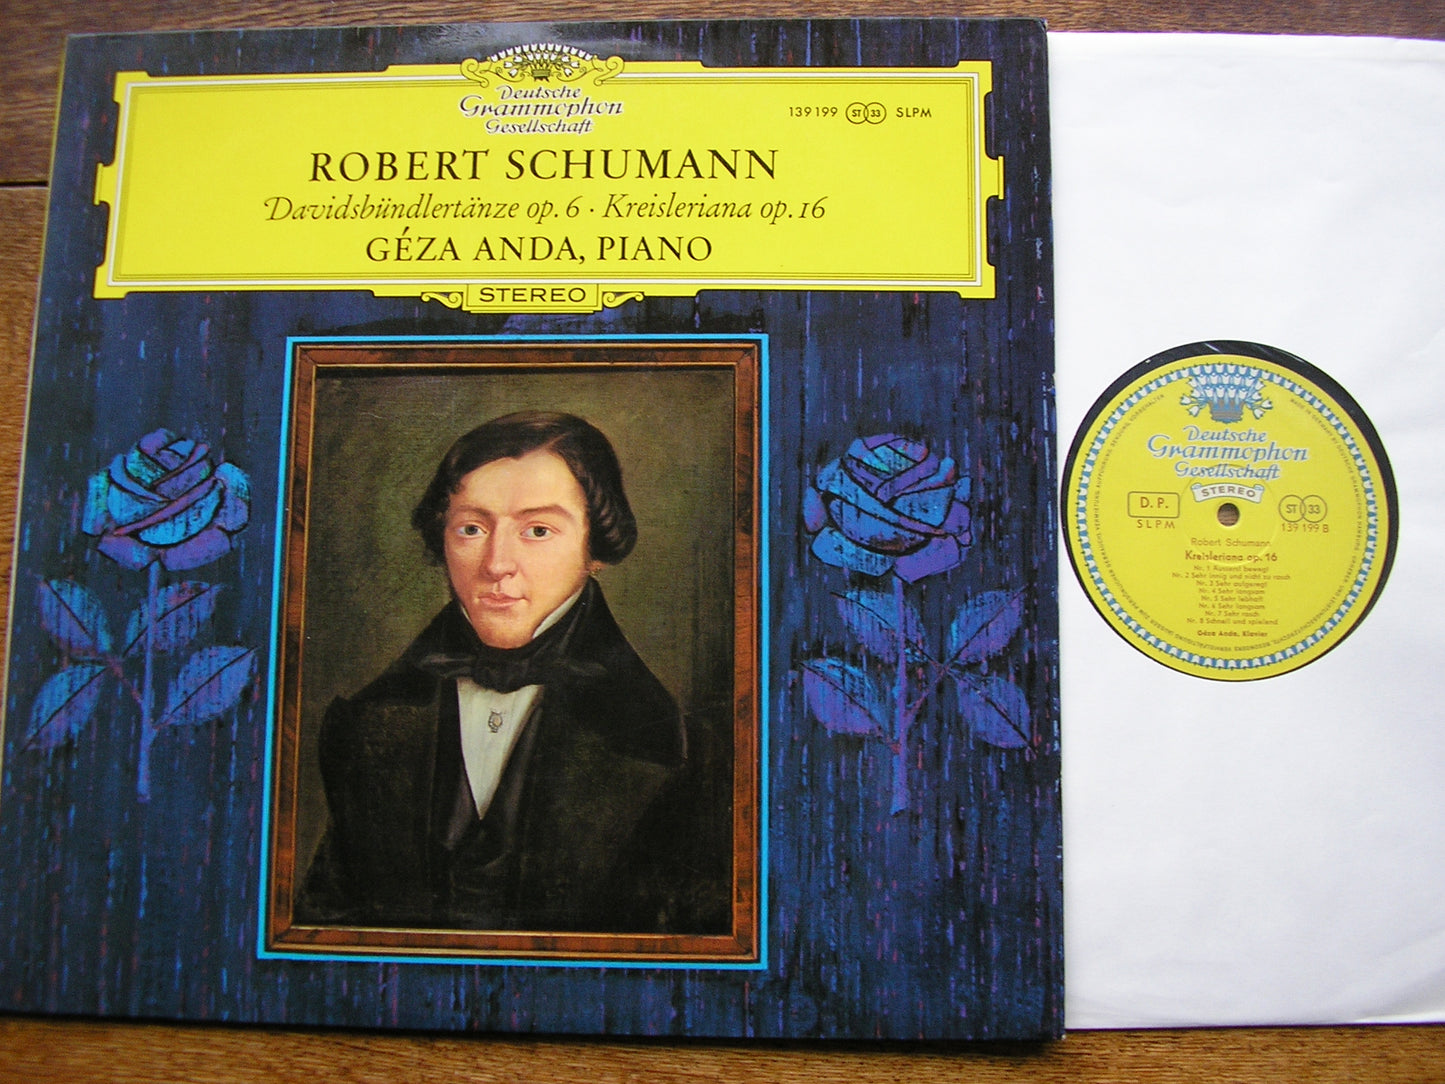 Deutsche
Grammophon
Gesellschaft
139 199 ST 33 SLPM
ROBERT SCHUMANN
Davidsbündlertänze op. 6 · Kreisleriana op. 16
GÉZA ANDA, PIANO
STEREO
Deutsche
Grammophon
Gesellschaft
STEREO
D. P.
SLPM
ST 33
139 199 B
Robert Schumann
Kreisleriana op. 16
Nr. 1 Äusserst bewegt
Nr. 2 Sehr innig und nicht zu rasch
Nr. 3 Sehr aufgeregt
Nr. 4 Sehr langsam
Nr. 5 Sehr lebhaft
Nr. 6 Sehr langsam
Nr. 7 Sehr rasch
Nr. 8 Schnell und spielend
Géza Anda, Klavier